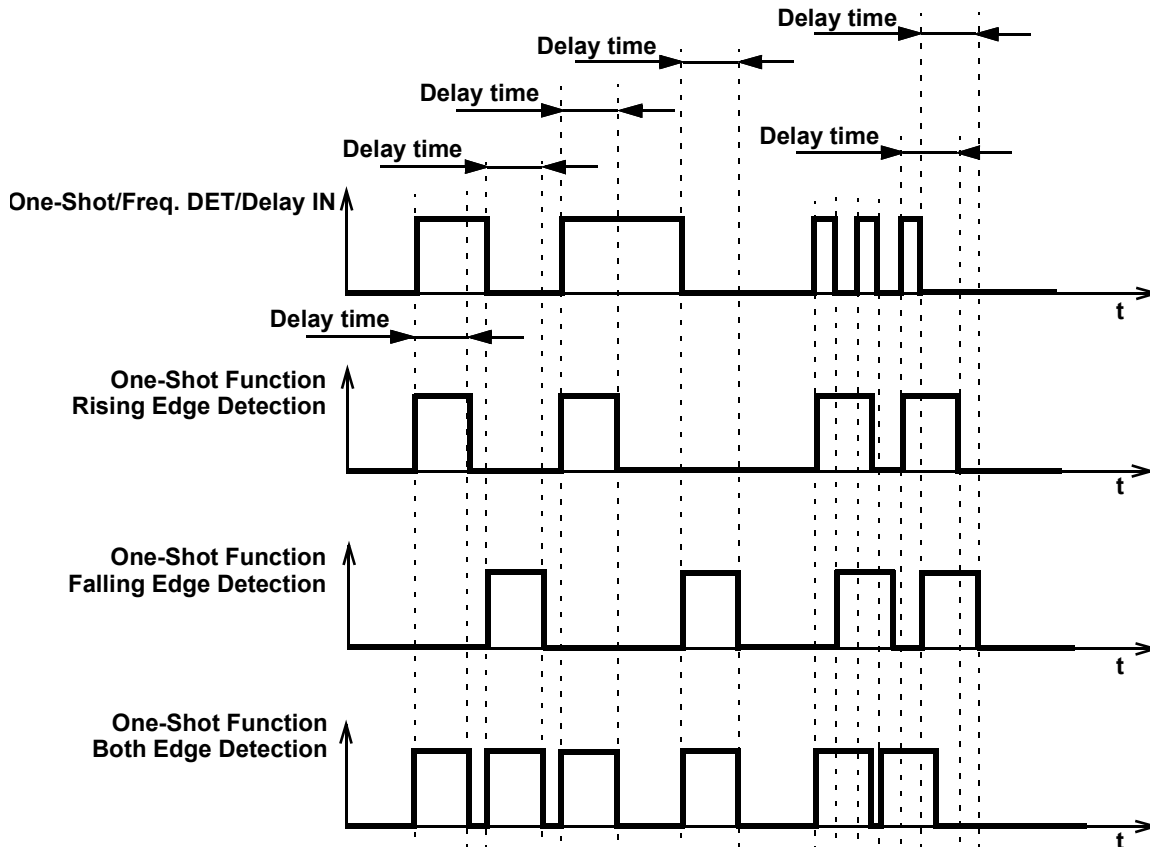 Delay time
Delay time
Delay time
Delay time
Delay time
One-Shot/Freq. DET/Delay IN
t
Delay time
One-Shot Function
Rising Edge Detection
t
One-Shot Function
Falling Edge Detection
t
One-Shot Function
Both Edge Detection
t